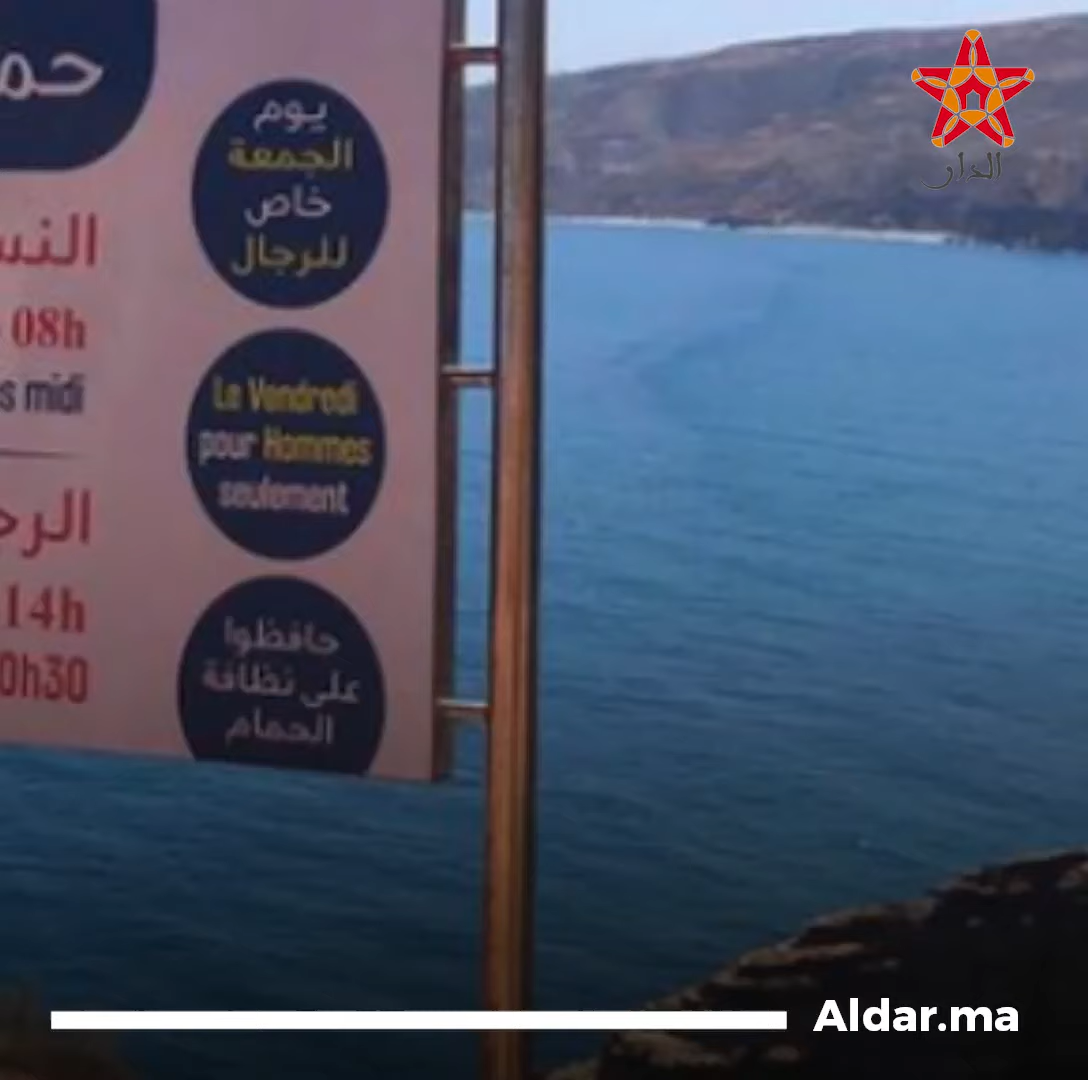 يوم
الجمعة
خاص
للرجال
08h
midi
Le Vendredi
pour Hommes
seulement
14h
0h30
حافظوا
على نظافة
الحمام
الدار
Aldar.ma